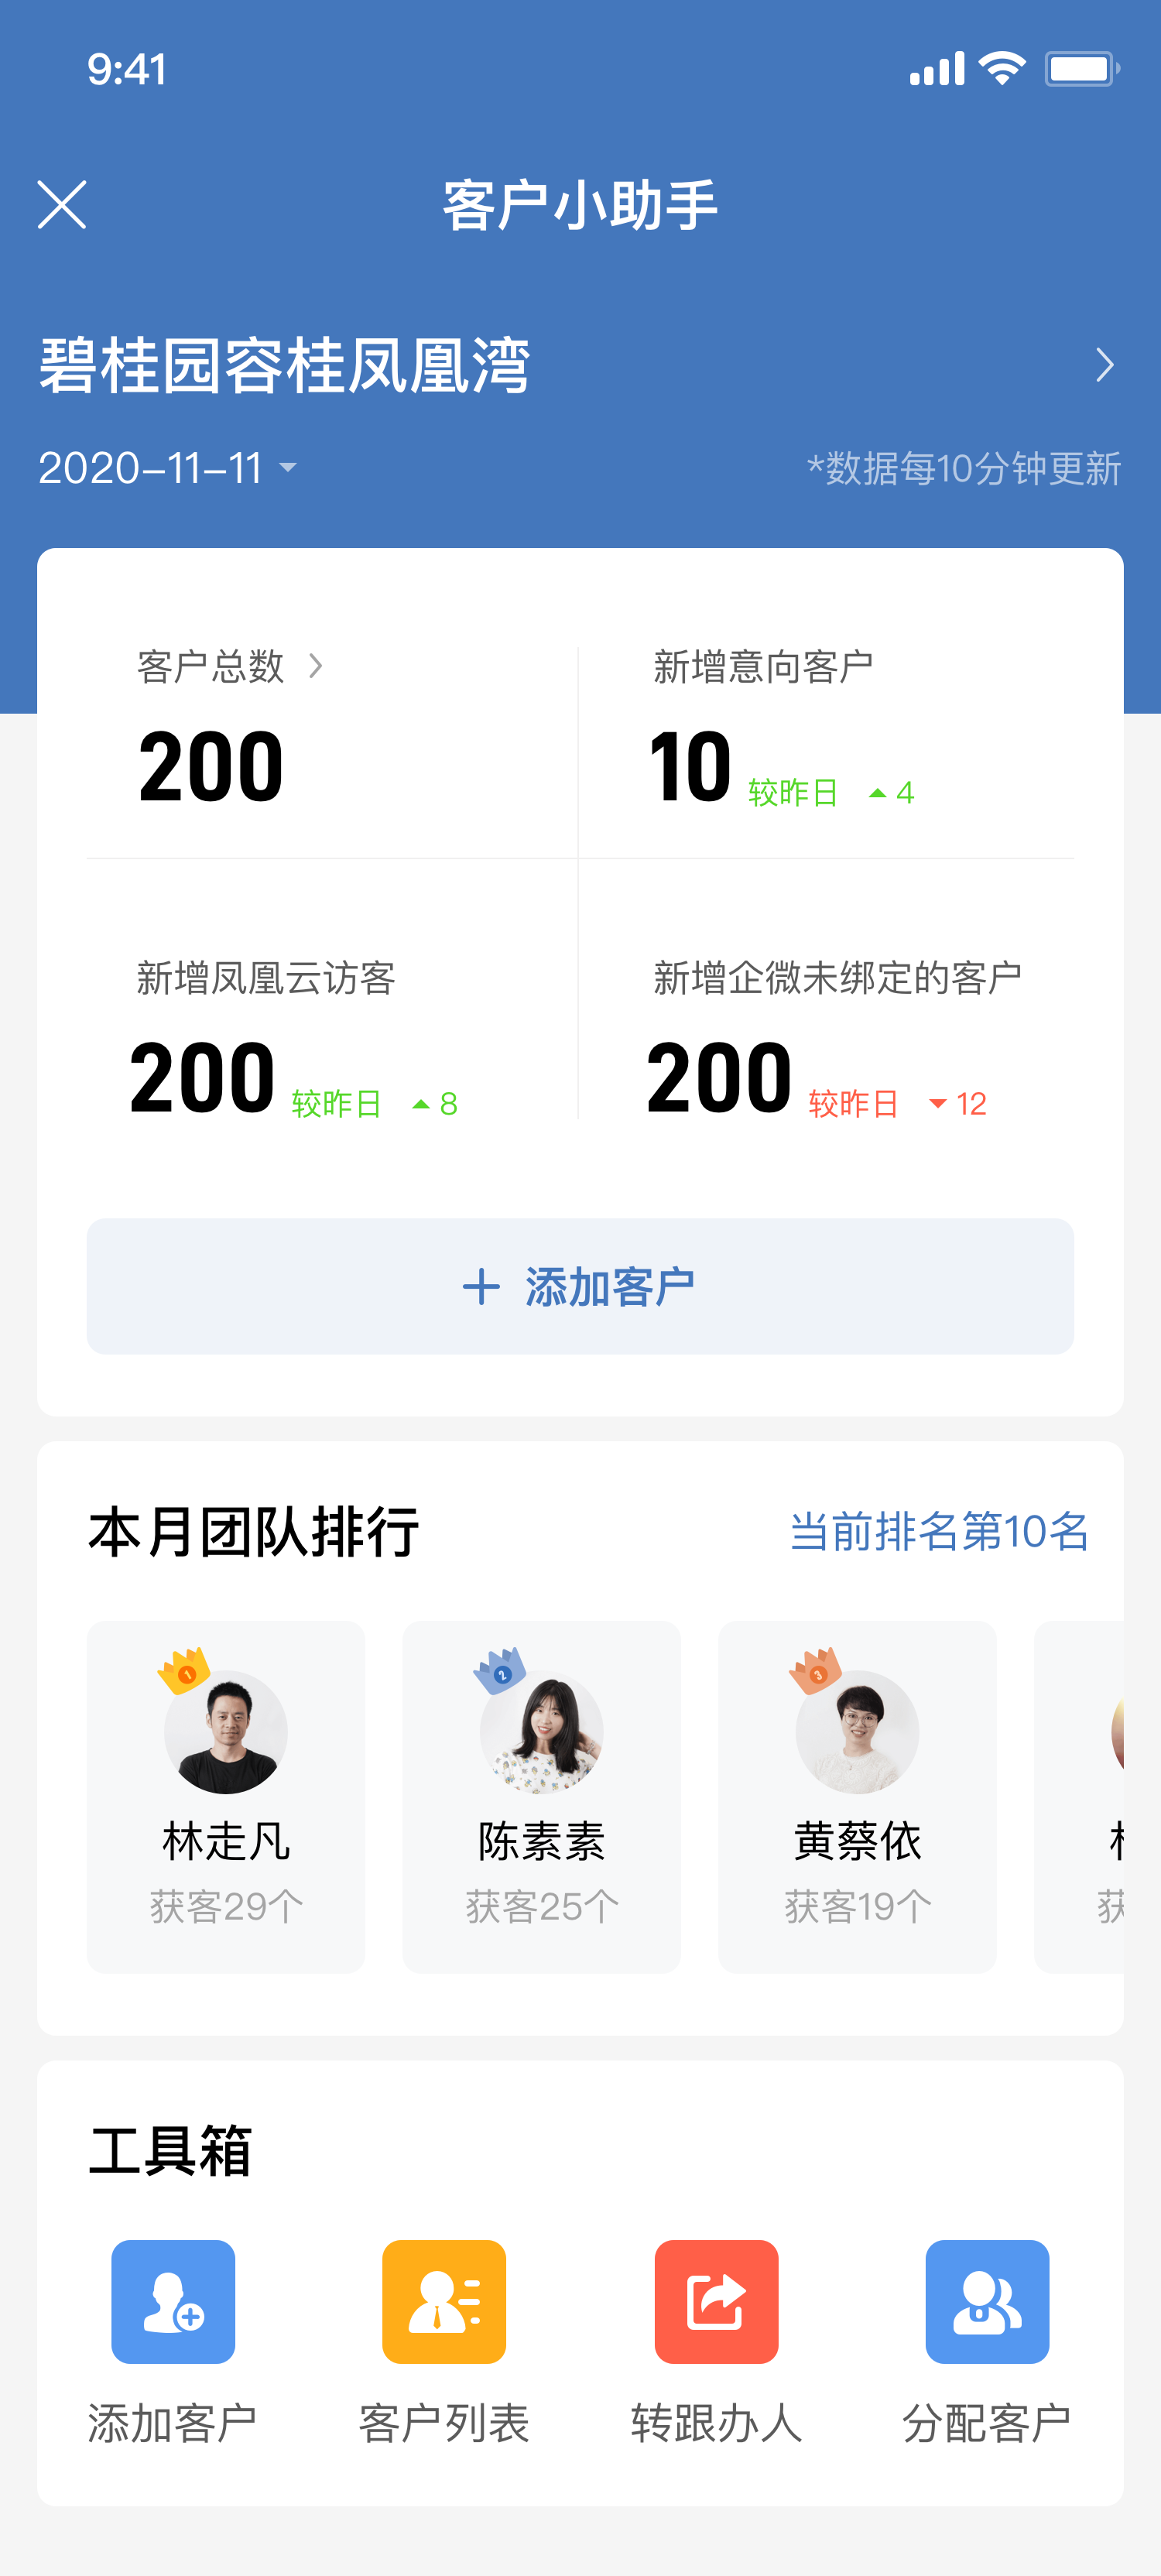 9:41
客户小助手
碧桂园容桂凤凰湾
2020-11-11
*数据每10分钟更新
客户总数
新增意向客户
200
10 较昨日 4
新增凤凰云访客
新增企微未绑定的客户
200 较昨日 8
200 较昨日 12
添加客户
本月团队排行
当前排名第10名
1
2
3
林走凡
陈素素
黄蔡依
获客29个
获客25个
获客19个
获
工具箱
添加客户
客户列表
转跟办人
分配客户